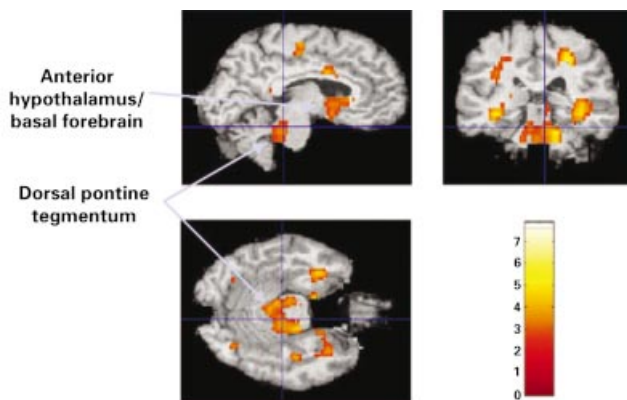 Anterior
hypothalamus/
basal forebrain
Dorsal pontine
tegmentum
7
6
5
4
3
2
1
0